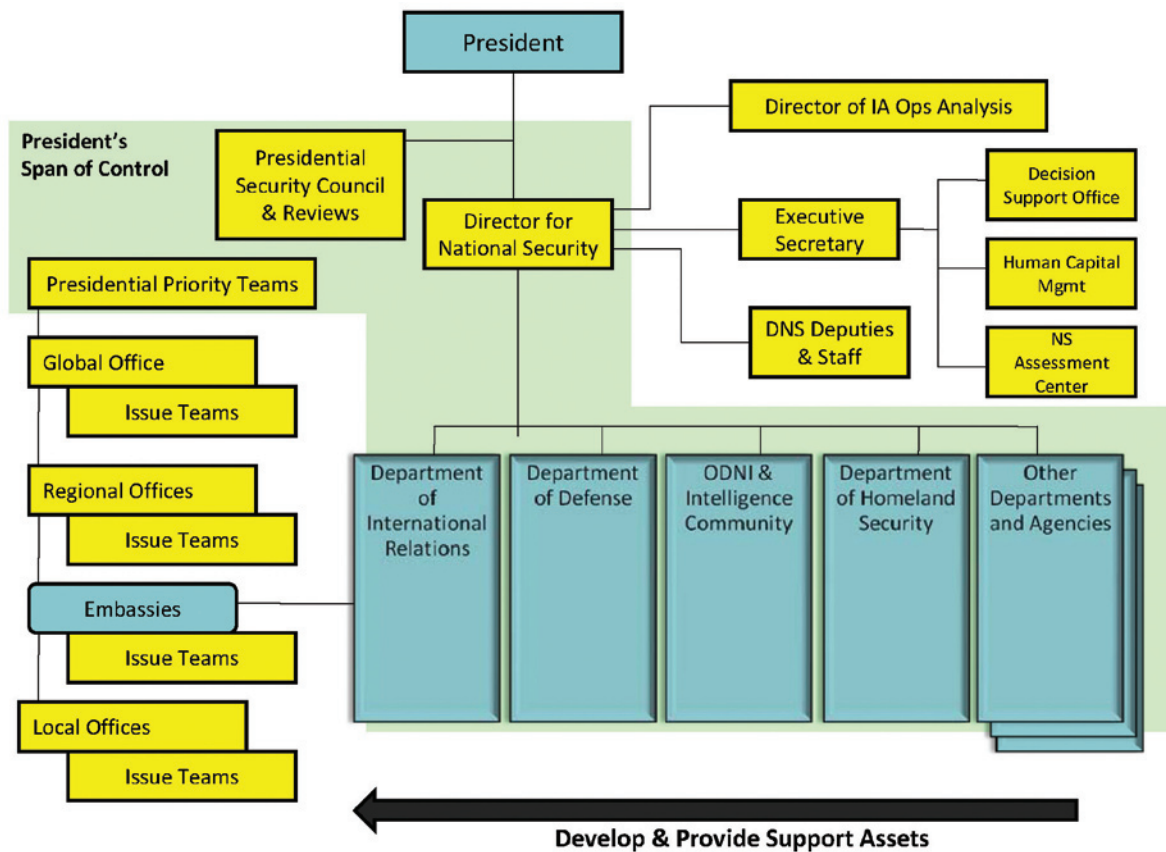 President
Director of IA Ops Analysis
President's
Span of Control
Presidential
Security Council
& Reviews
Decision
Support Office
Director for
National Security
Executive
Secretary
Human Capital
Mgmt
Presidential Priority Teams
DNS Deputies
& Staff
NS
Assessment
Center
Global Office
Issue Teams
Regional Offices
Issue Teams
Embassies
Issue Teams
Local Offices
Issue Teams
Department
of
International
Relations
Department
of Defense
ODNI &
Intelligence
Community
Department
of Homeland
Security
Other
Departments
and Agencies
Develop & Provide Support Assets